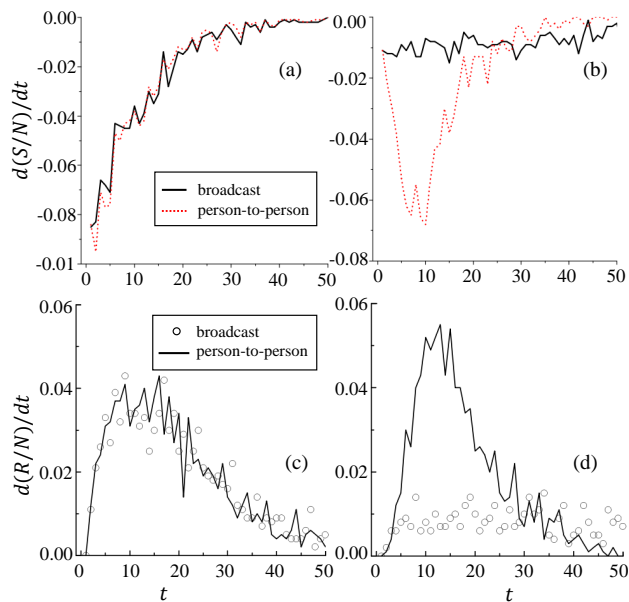 0.00
-0.02
-0.04
-0.06
-0.08
-0.01
d(S/N)/dt
(a)
broadcast
person-to-person
0 10 20 30 40 50
0.00
-0.02
-0.04
-0.06
-0.08
(b)
0 10 20 30 40 50
0.06
0.04
0.02
0.00
d(R/N)/dt
broadcast
person-to-person
(c)
0 10 20 30 40 50
t
0.06
0.04
0.02
0.00
(d)
0 10 20 30 40 50
t